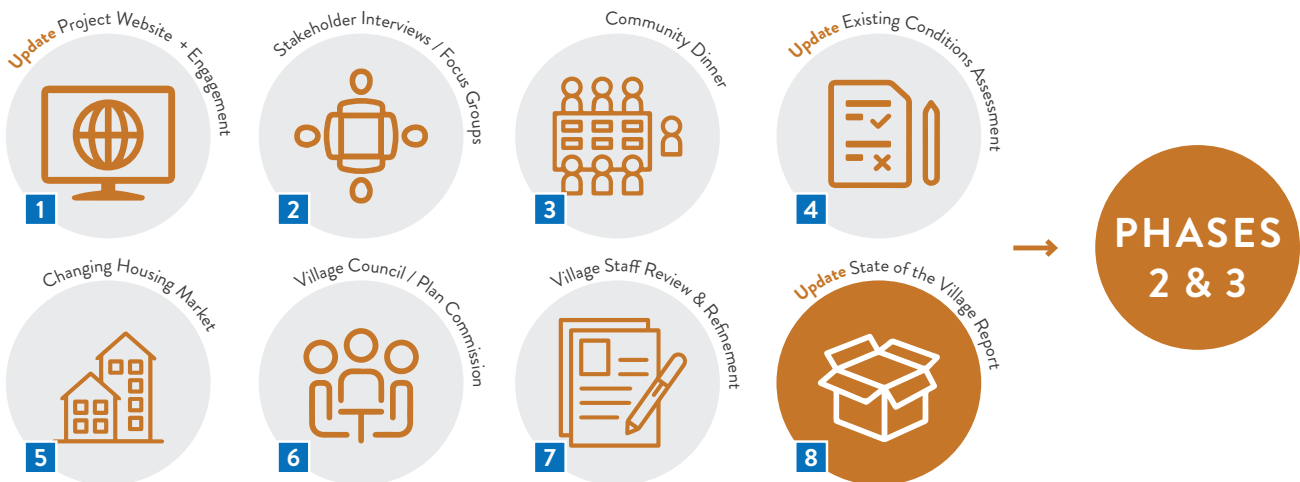 Update Project Website + Engagement
1
Stakeholder Interviews / Focus Groups
2
Community Dinner
3
Update Existing Conditions Assessment
4
Changing Housing Market
5
Village Council / Plan Commission
6
Village Staff Review & Refinement
7
Update State of the Village Report
8
PHASES
2 & 3